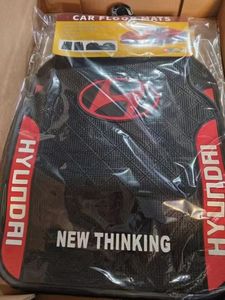 CAR FLOOR MATS
HYUNDAI
HYUNDAI
NEW THINKING